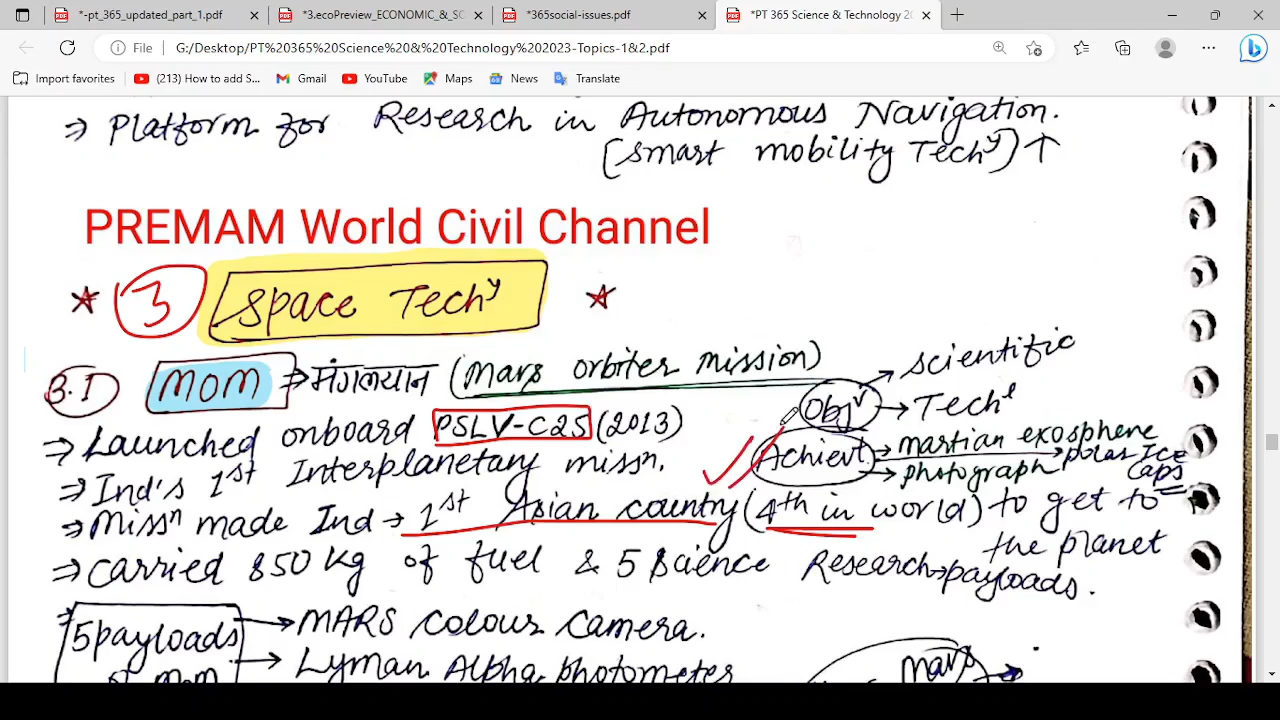 *-pt_365_updated_part_1.pdf
*3.ecoPreview_ECONOMIC_&_SC
*365social-issues.pdf
*PT 365 Science & Technology 20
File
G:/Desktop/PT%20365%20Science%20&%20Technology%202023-Topics-1&2.pdf
Import favorites
(213) How to add S...
Gmail
YouTube
Maps
News
Translate
⇒ Platform for Research in Autonomous Navigation.
(smart mobility Techʸ) ↑
PREMAM World Civil Channel
★ 3 Space Techʸ ★
3.1 MOM ⇒ मंगलयान (Mars orbiter mission)
Objᵛ → scientific
→ Techˡ
⇒ Launched onboard PSLV-C25 (2013)
Achievt → martian exosphere
→ photograph → polar Ice Caps
⇒ Ind's 1st Interplanetary missⁿ.
⇒ Missⁿ made Ind → 1st Asian country (4th in world) to get to the planet
⇒ carried 850 kg of fuel & 5 Science Research → payloads.
5 payloads of mom → MARS colour camera.
→ Lyman Alpha photometer
mars